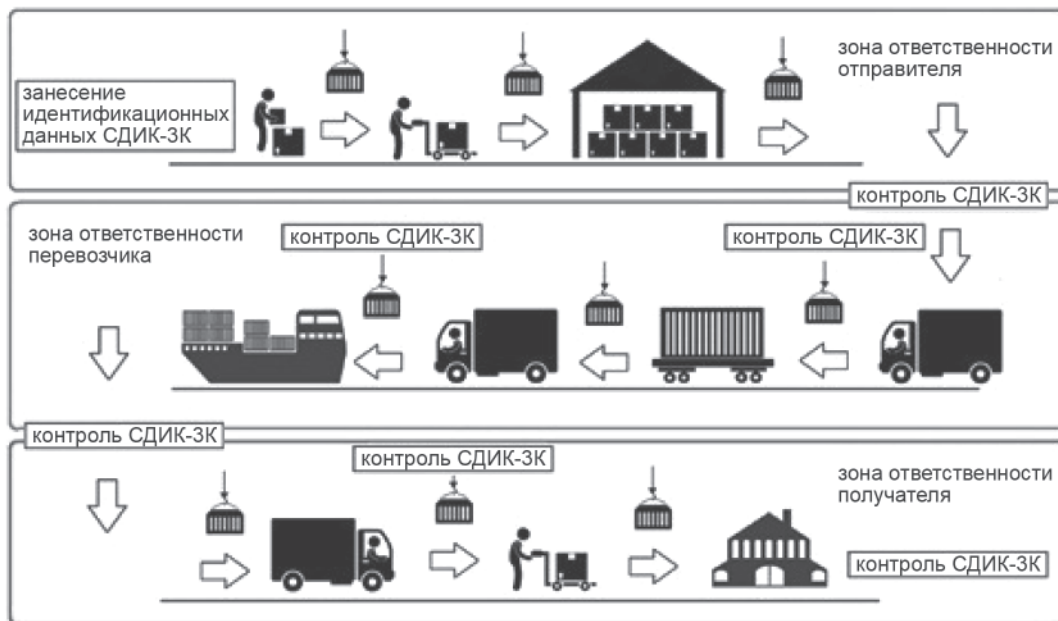 зона ответственности
отправителя
занесение
идентификационных
данных СДИК-ЗК
контроль СДИК-ЗК
зона ответственности
перевозчика
контроль СДИК-ЗК
контроль СДИК-ЗК
контроль СДИК-ЗК
контроль СДИК-ЗК
зона ответственности
получателя
контроль СДИК-ЗК